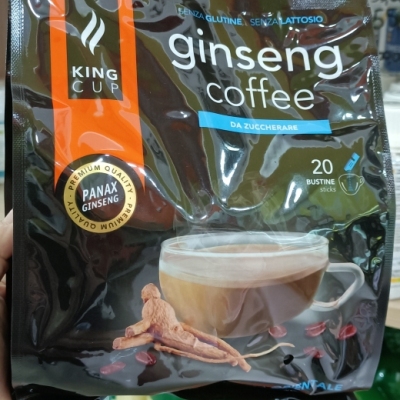 SENZA GLUTINE · SENZA LATTOSIO
ginseng
coffee
DA ZUCCHERARE
KING
CUP
PREMIUM QUALITY
PANAX
GINSENG
PREMIUM QUALITY
20
BUSTINE
sticks